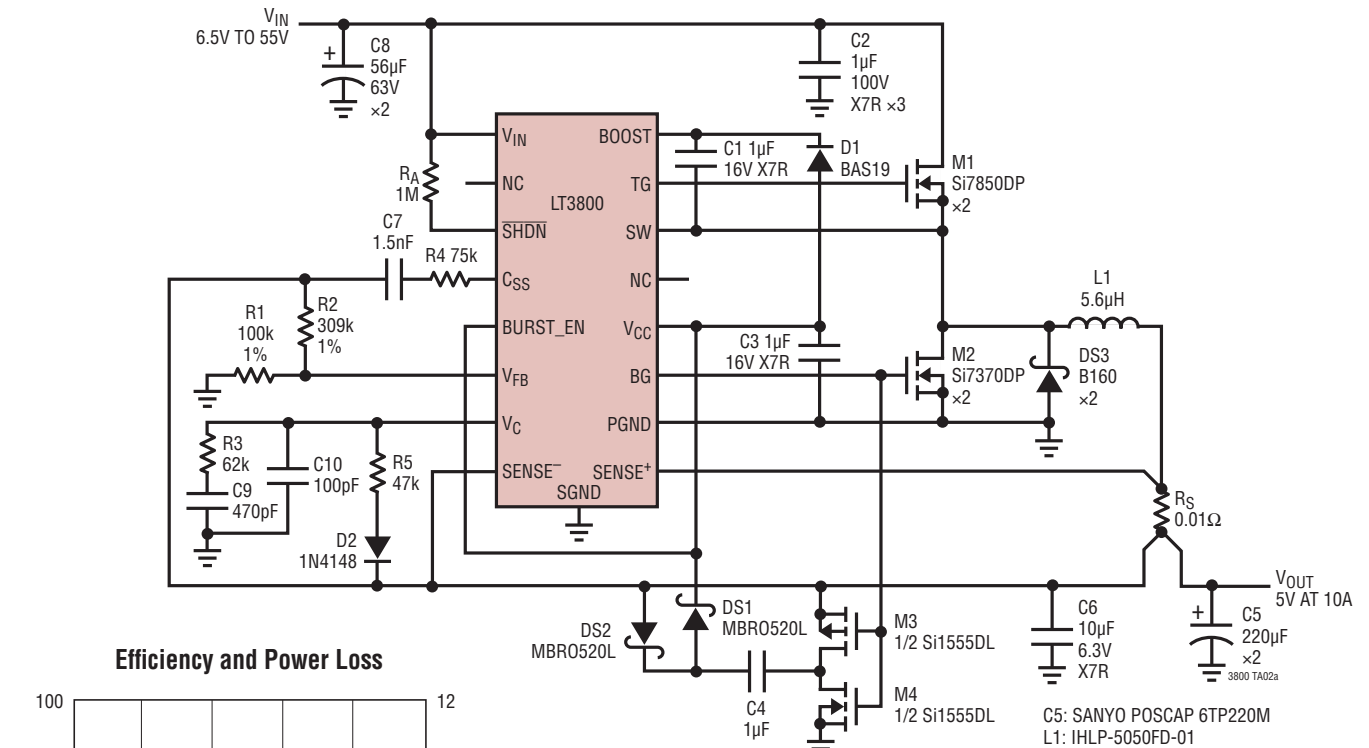 VIN
6.5V TO 55V
+
C8
56µF
63V
×2
C2
1µF
100V
X7R ×3
RA
1M
VIN
NC
SHDN
CSS
BURST_EN
VFB
VC
SENSE–
SGND
LT3800
BOOST
TG
SW
NC
VCC
BG
PGND
SENSE+
C1 1µF
16V X7R
D1
BAS19
M1
Si7850DP
×2
C7
1.5nF
R4 75k
R1
100k
1%
R2
309k
1%
C3 1µF
16V X7R
M2
Si7370DP
×2
L1
5.6µH
DS3
B160
×2
R3
62k
C9
470pF
C10
100pF
R5
47k
D2
1N4148
RS
0.01Ω
VOUT
5V AT 10A
DS2
MBRO520L
DS1
MBRO520L
C4
1µF
M3
1/2 Si1555DL
M4
1/2 Si1555DL
C6
10µF
6.3V
X7R
+
C5
220µF
×2
3800 TA02a
C5: SANYO POSCAP 6TP220M
L1: IHLP-5050FD-01
Efficiency and Power Loss
100
12